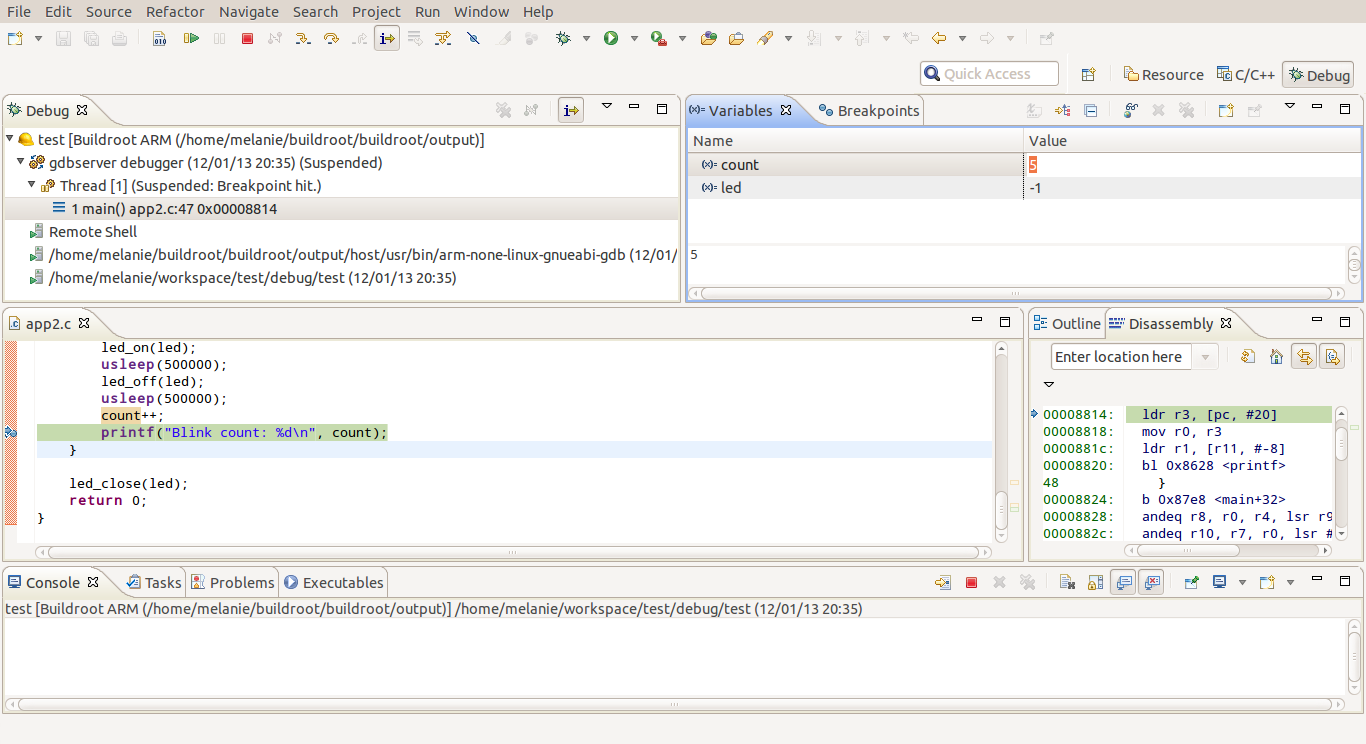 File Edit Source Refactor Navigate Search Project Run Window Help
Quick Access Resource C/C++ Debug
Debug
test [Buildroot ARM (/home/melanie/buildroot/buildroot/output)]
gdbserver debugger (12/01/13 20:35) (Suspended)
Thread [1] (Suspended: Breakpoint hit.)
1 main() app2.c:47 0x00008814
Remote Shell
/home/melanie/buildroot/buildroot/output/host/usr/bin/arm-none-linux-gnueabi-gdb (12/01/
/home/melanie/workspace/test/debug/test (12/01/13 20:35)
(x)= Variables Breakpoints
Name Value
(x)= count 5
(x)= led -1
5
app2.c
led_on(led);
usleep(500000);
led_off(led);
usleep(500000);
count++;
printf("Blink count: %d\n", count);
}
led_close(led);
return 0;
}
Outline Disassembly
Enter location here
00008814: ldr r3, [pc, #20]
00008818: mov r0, r3
0000881c: ldr r1, [r11, #-8]
00008820: bl 0x8628 <printf>
48 }
00008824: b 0x87e8 <main+32>
00008828: andeq r8, r0, r4, lsr r9
0000882c: andeq r10, r7, r0, lsr #
Console Tasks Problems Executables
test [Buildroot ARM (/home/melanie/buildroot/buildroot/output)] /home/melanie/workspace/test/debug/test (12/01/13 20:35)